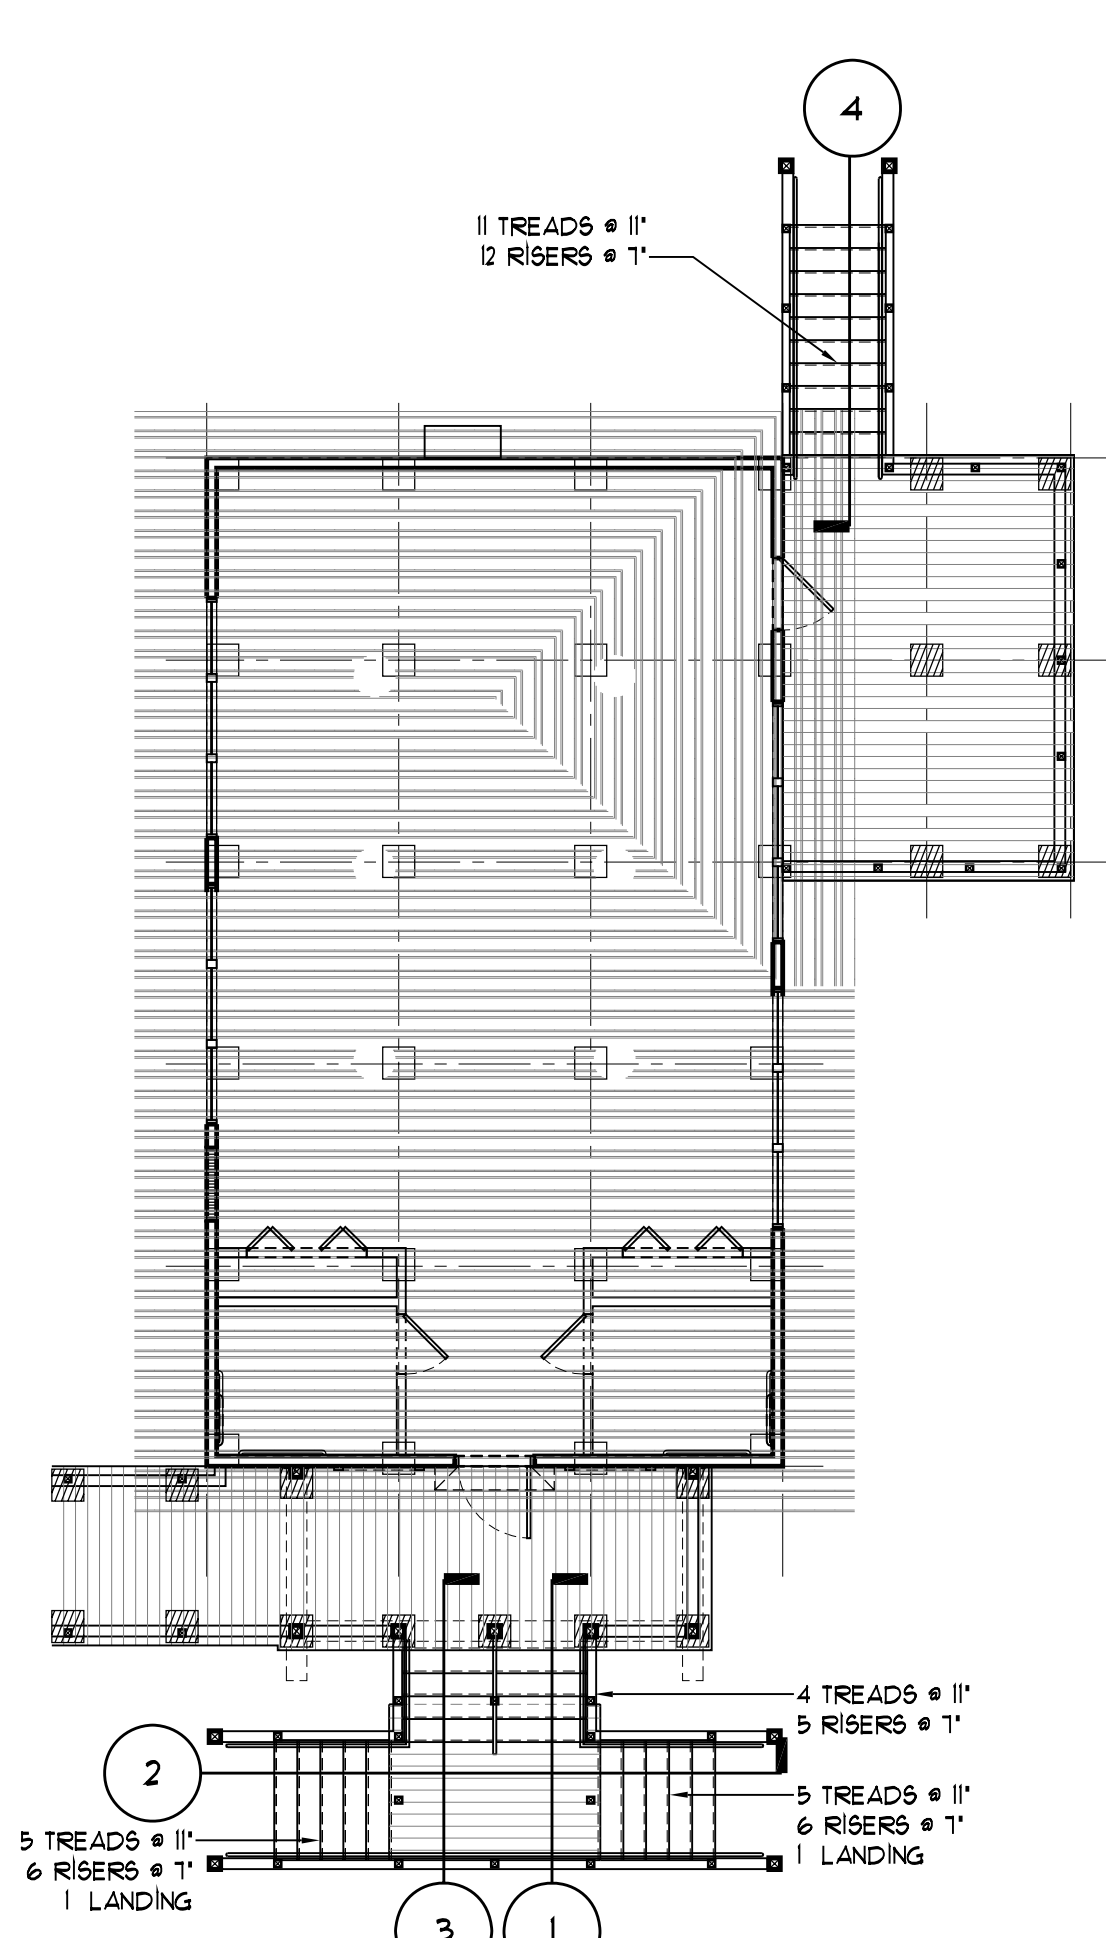 4
11 TREADS @ 11"
12 RISERS @ 7"
4 TREADS @ 11"
5 RISERS @ 7"
2
5 TREADS @ 11"
6 RISERS @ 7"
1 LANDING
5 TREADS @ 11"
6 RISERS @ 7"
1 LANDING
3
1